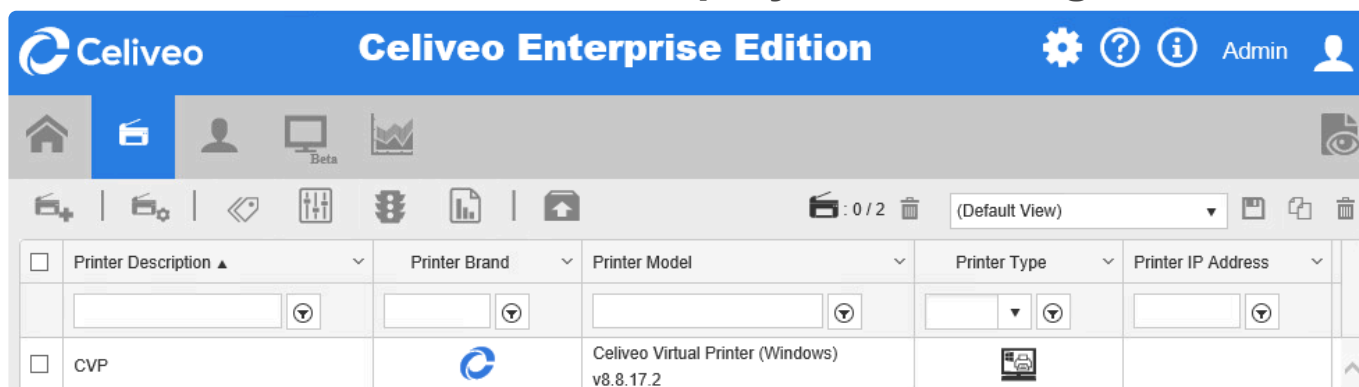 Celiveo
Celiveo Enterprise Edition
Admin
Beta
: 0 / 2
(Default View)
Printer Description ▲
Printer Brand
Printer Model
Printer Type
Printer IP Address
CVP
Celiveo Virtual Printer (Windows)
v8.8.17.2